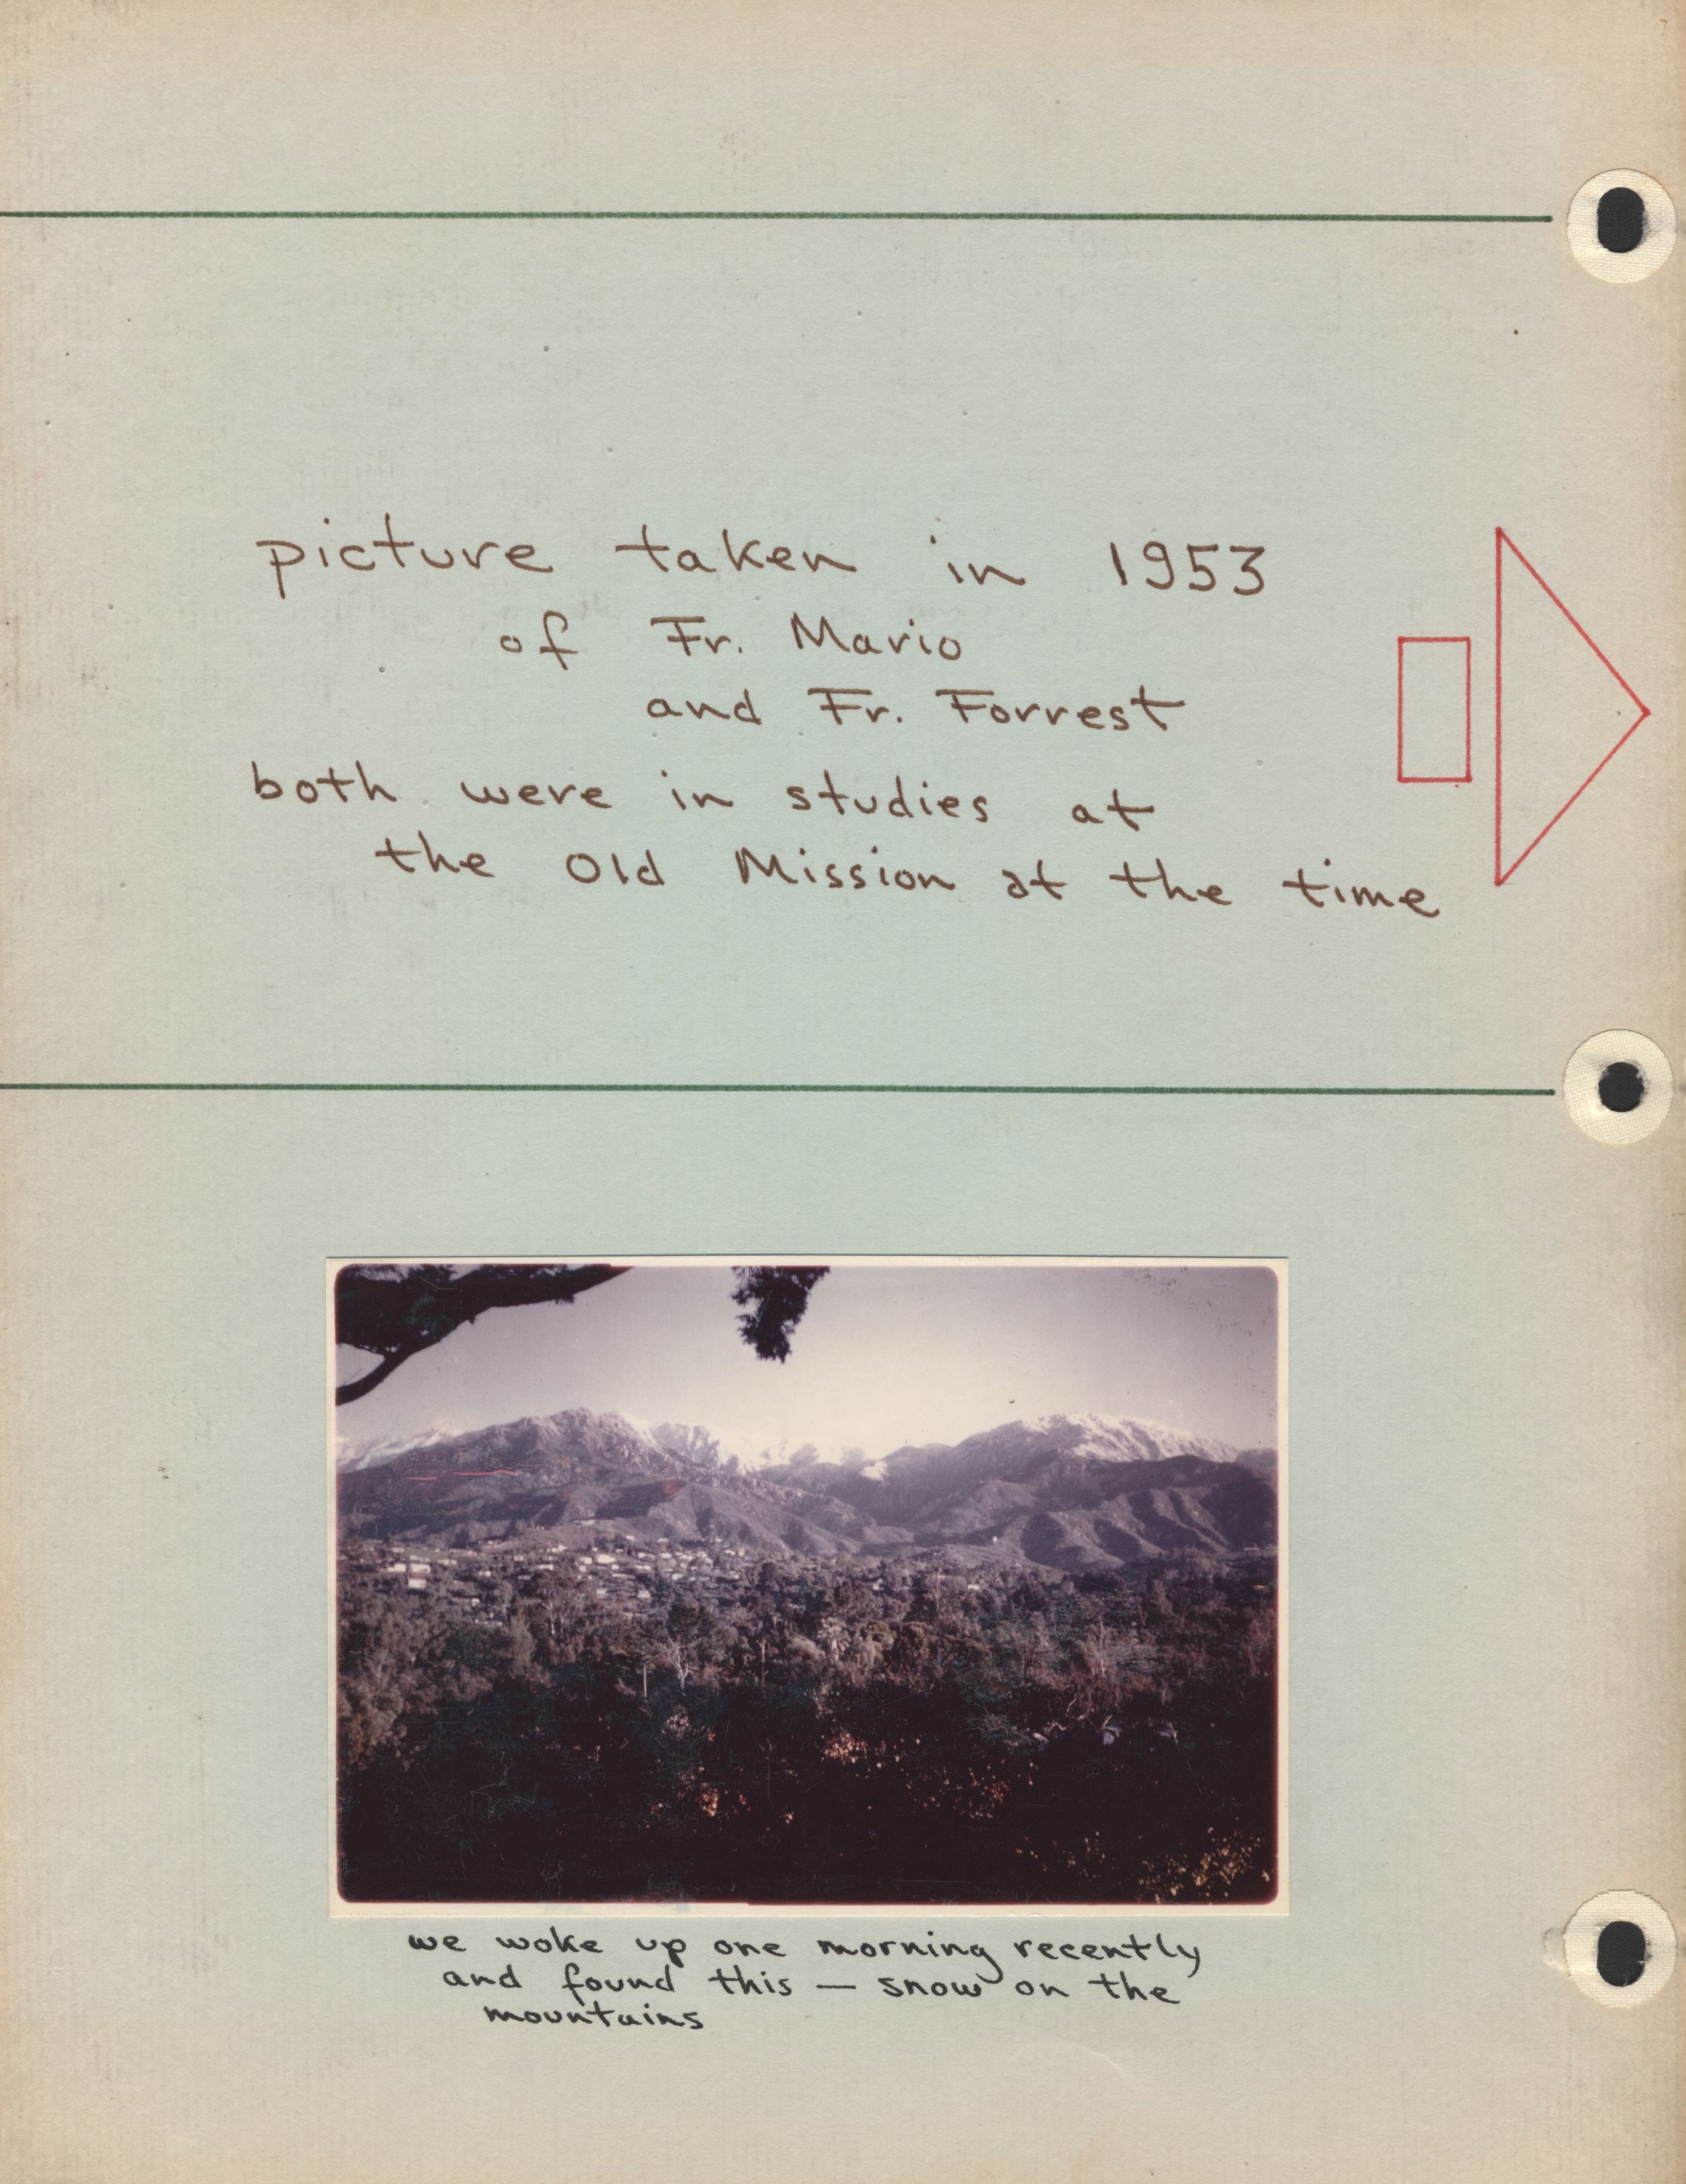 picture taken in 1953
of Fr. Mario
and Fr. Forrest
both were in studies at
the Old Mission at the time
we woke up one morning recently
and found this — snow on the
mountains